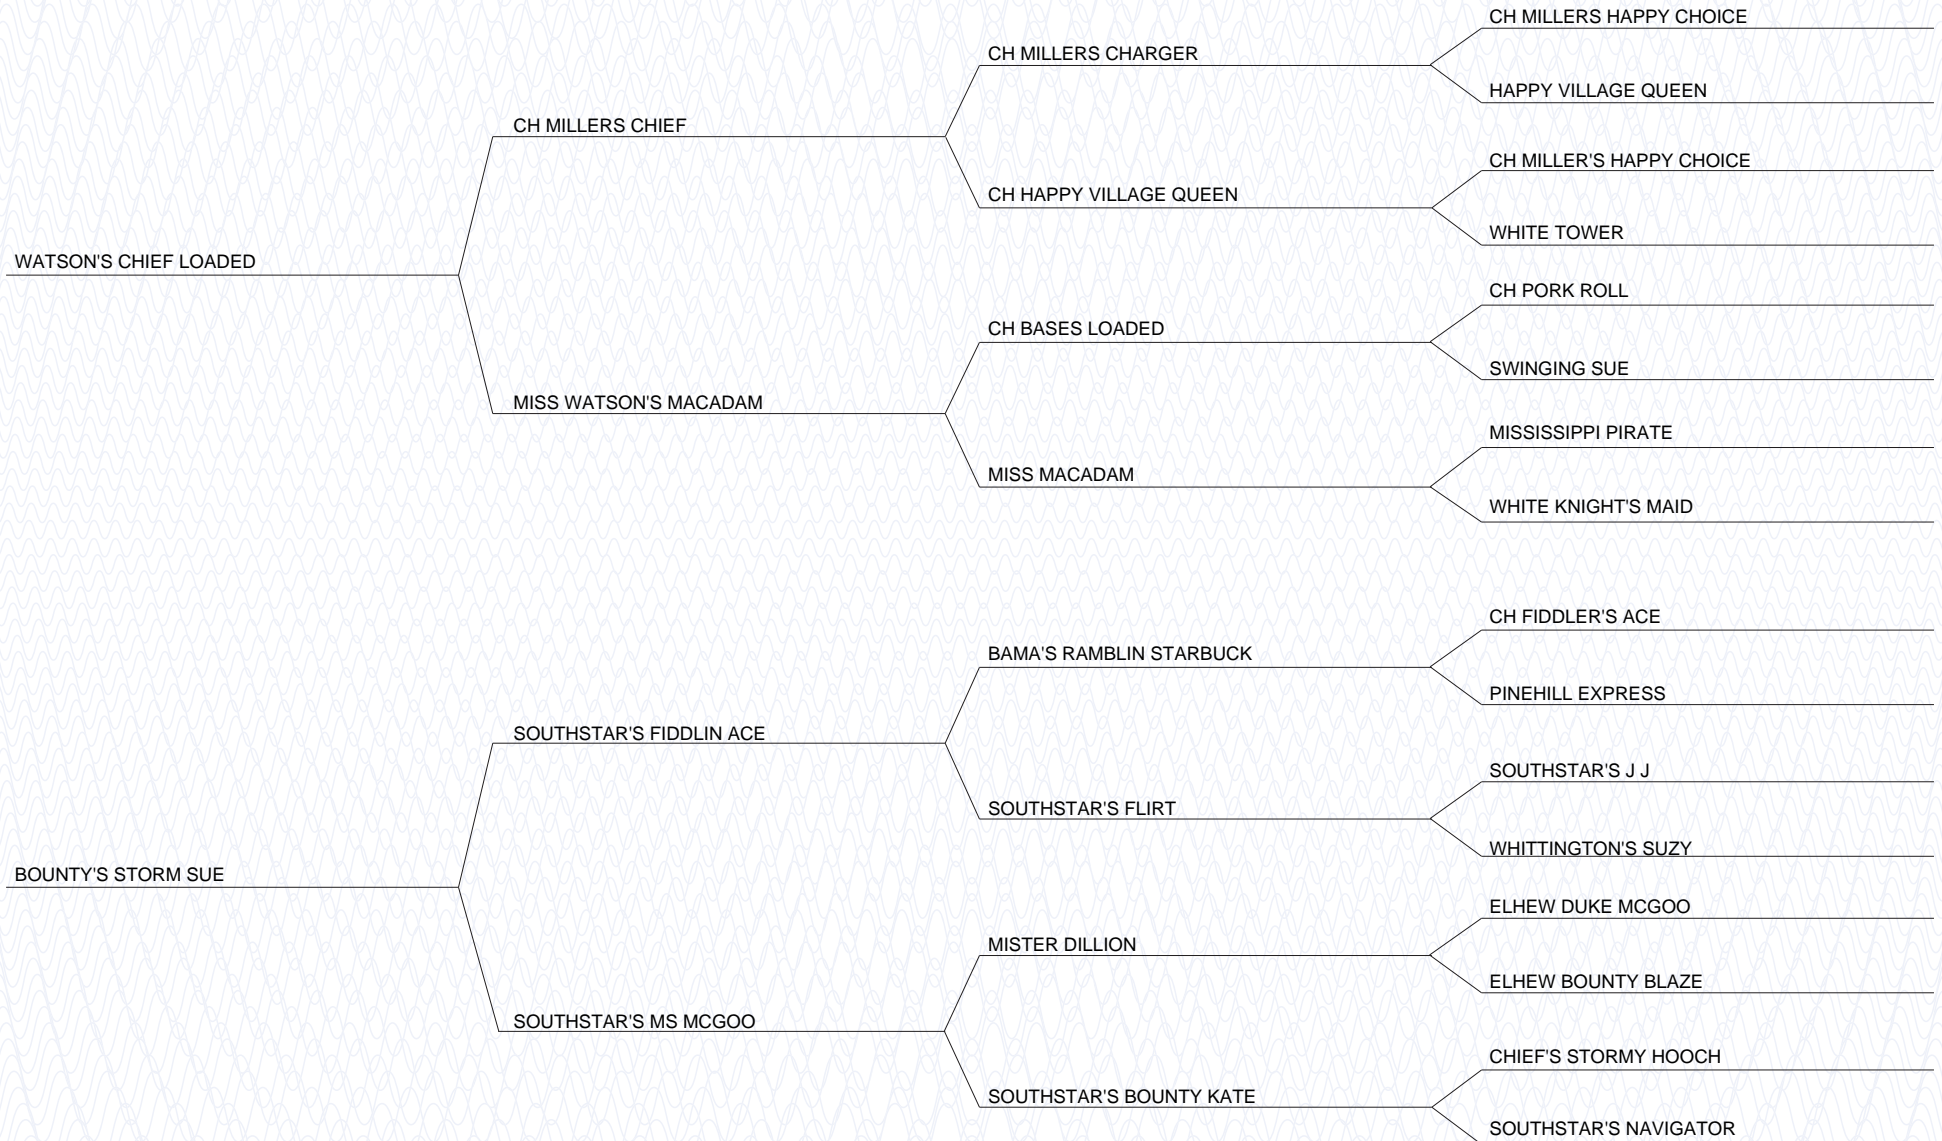 CH MILLERS HAPPY CHOICE
CH MILLERS CHARGER
HAPPY VILLAGE QUEEN
CH MILLERS CHIEF
CH MILLER'S HAPPY CHOICE
CH HAPPY VILLAGE QUEEN
WHITE TOWER
WATSON'S CHIEF LOADED
CH PORK ROLL
CH BASES LOADED
SWINGING SUE
MISS WATSON'S MACADAM
MISSISSIPPI PIRATE
MISS MACADAM
WHITE KNIGHT'S MAID
CH FIDDLER'S ACE
BAMA'S RAMBLIN STARBUCK
PINEHILL EXPRESS
SOUTHSTAR'S FIDDLIN ACE
SOUTHSTAR'S J J
SOUTHSTAR'S FLIRT
WHITTINGTON'S SUZY
BOUNTY'S STORM SUE
ELHEW DUKE MCGOO
MISTER DILLION
ELHEW BOUNTY BLAZE
SOUTHSTAR'S MS MCGOO
CHIEF'S STORMY HOOCH
SOUTHSTAR'S BOUNTY KATE
SOUTHSTAR'S NAVIGATOR